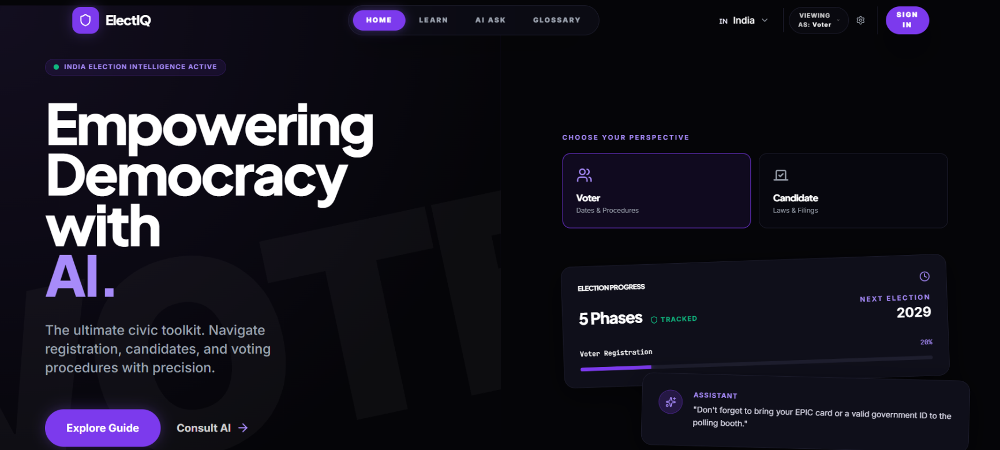 ElectIQ
HOME
LEARN
AI ASK
GLOSSARY
IN India
VIEWING
AS: Voter
SIGN
IN
INDIA ELECTION INTELLIGENCE ACTIVE
Empowering
Democracy
with
AI.
The ultimate civic toolkit. Navigate
registration, candidates, and voting
procedures with precision.
Explore Guide
Consult AI
CHOOSE YOUR PERSPECTIVE
Voter
Dates & Procedures
Candidate
Laws & Filings
ELECTION PROGRESS
5 Phases
TRACKED
NEXT ELECTION
2029
Voter Registration
20%
ASSISTANT
"Don't forget to bring your EPIC card or a valid government ID to the
polling booth."